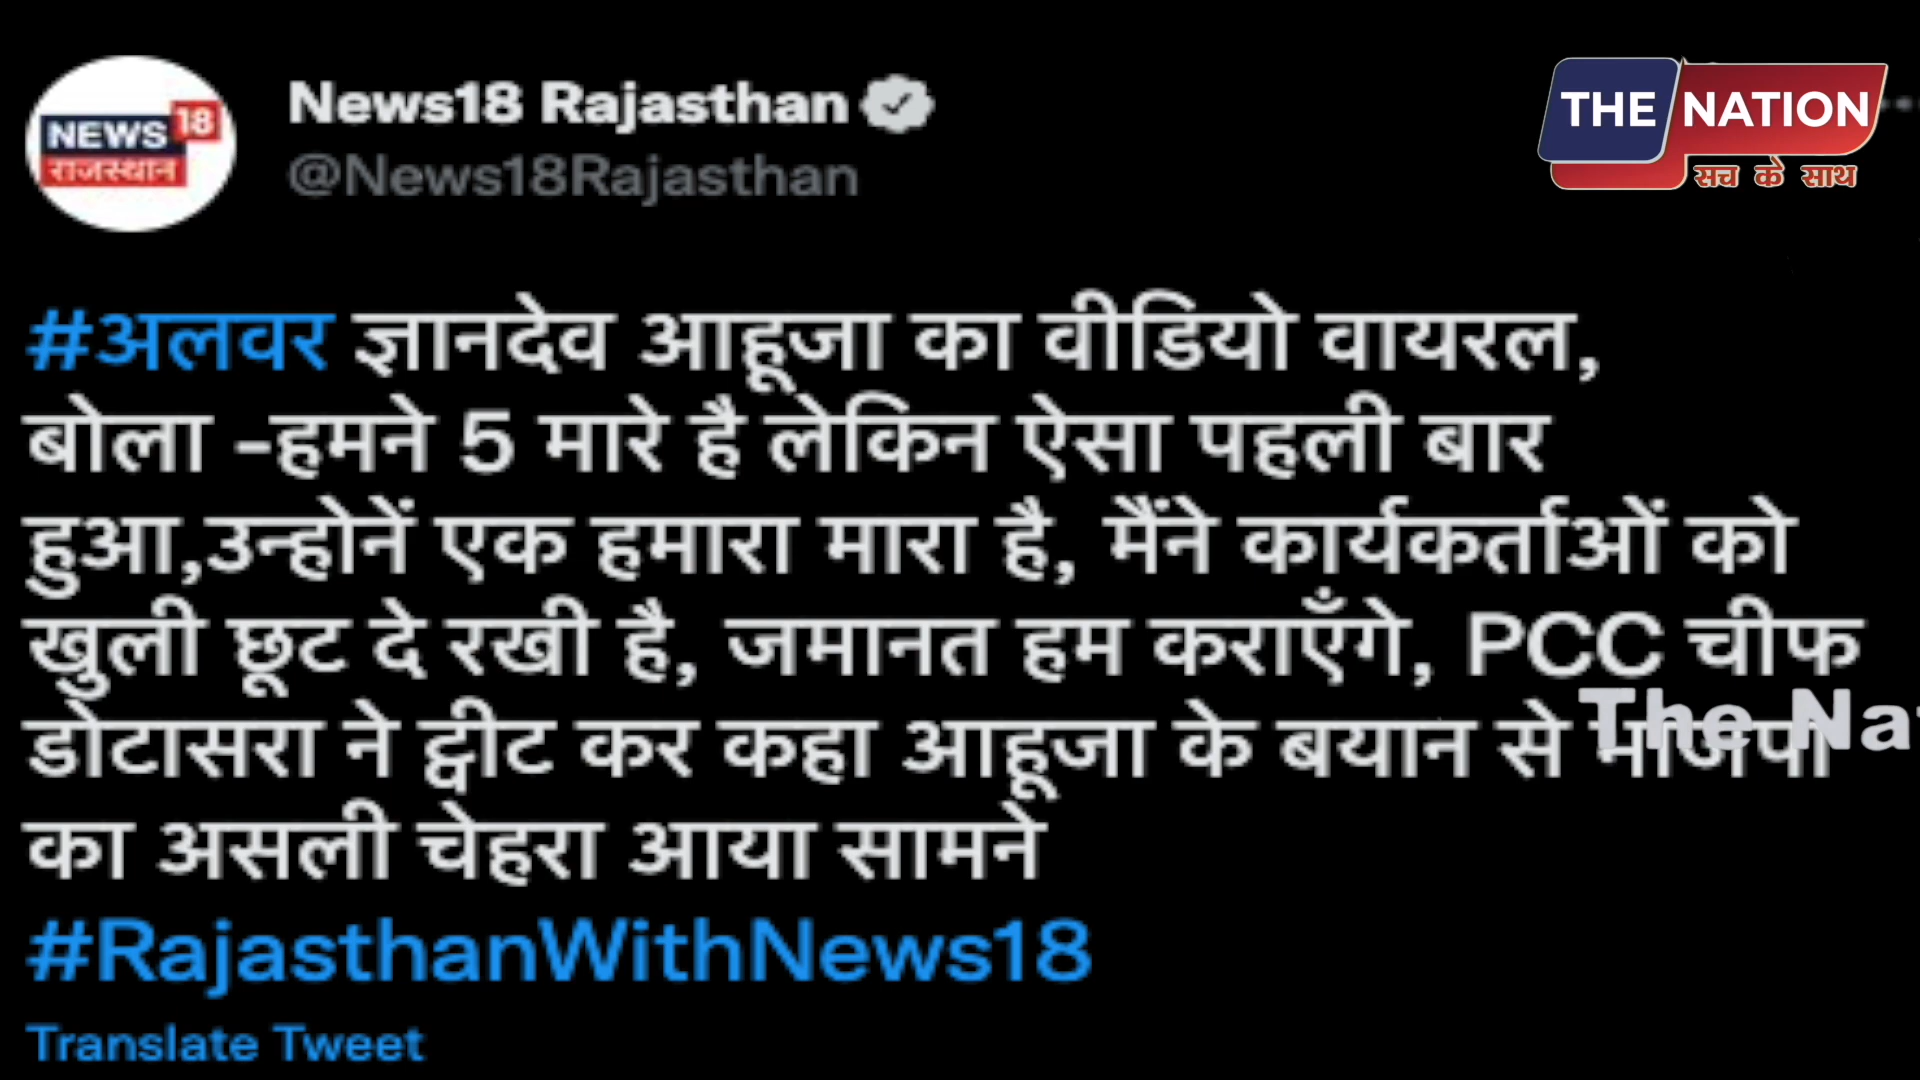 News18 Rajasthan
@News18Rajasthan
NEWS 18
राजस्थान
THE NATION
सच के साथ
#अलवर ज्ञानदेव आहूजा का वीडियो वायरल,
बोला -हमने 5 मारे है लेकिन ऐसा पहली बार
हुआ,उन्होनें एक हमारा मारा है, मैंने कार्यकर्ताओं को
खुली छूट दे रखी है, जमानत हम कराएँगे, PCC चीफ
डोटासरा ने ट्वीट कर कहा आहूजा के बयान से भाजपा
The Na
का असली चेहरा आया सामने
#RajasthanWithNews18
Translate Tweet